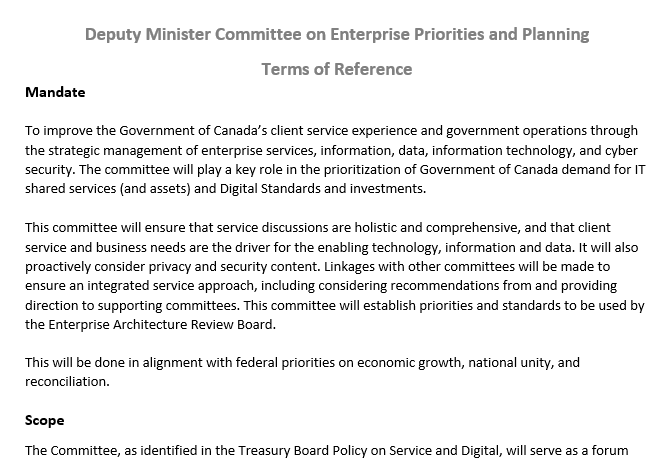 Deputy Minister Committee on Enterprise Priorities and Planning
Terms of Reference
Mandate
To improve the Government of Canada's client service experience and government operations through
the strategic management of enterprise services, information, data, information technology, and cyber
security. The committee will play a key role in the prioritization of Government of Canada demand for IT
shared services (and assets) and Digital Standards and investments.
This committee will ensure that service discussions are holistic and comprehensive, and that client
service and business needs are the driver for the enabling technology, information and data. It will also
proactively consider privacy and security content. Linkages with other committees will be made to
ensure an integrated service approach, including considering recommendations from and providing
direction to supporting committees. This committee will establish priorities and standards to be used by
the Enterprise Architecture Review Board.
This will be done in alignment with federal priorities on economic growth, national unity, and
reconciliation.
Scope
The Committee, as identified in the Treasury Board Policy on Service and Digital, will serve as a forum